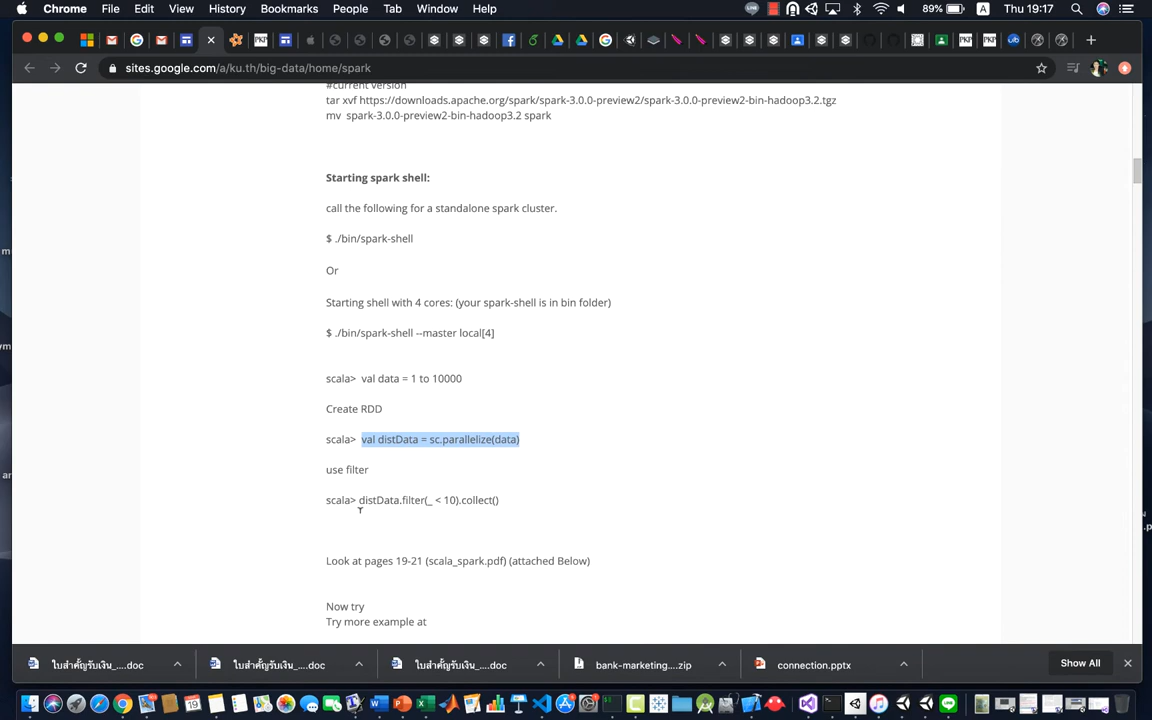 Chrome File Edit View History Bookmarks People Tab Window Help 89% A Thu 19:17
sites.google.com/a/ku.th/big-data/home/spark
#current version
tar xvf https://downloads.apache.org/spark/spark-3.0.0-preview2/spark-3.0.0-preview2-bin-hadoop3.2.tgz
mv spark-3.0.0-preview2-bin-hadoop3.2 spark
Starting spark shell:
call the following for a standalone spark cluster.
$ ./bin/spark-shell
Or
Starting shell with 4 cores: (your spark-shell is in bin folder)
$ ./bin/spark-shell --master local[4]
scala> val data = 1 to 10000
Create RDD
scala> val distData = sc.parallelize(data)
use filter
scala> distData.filter(_ < 10).collect()
Look at pages 19-21 (scala_spark.pdf) (attached Below)
Now try
Try more example at
ใบสำคัญรับเงิน_....doc ใบสำคัญรับเงิน_....doc ใบสำคัญรับเงิน_....doc bank-marketing....zip connection.pptx Show All